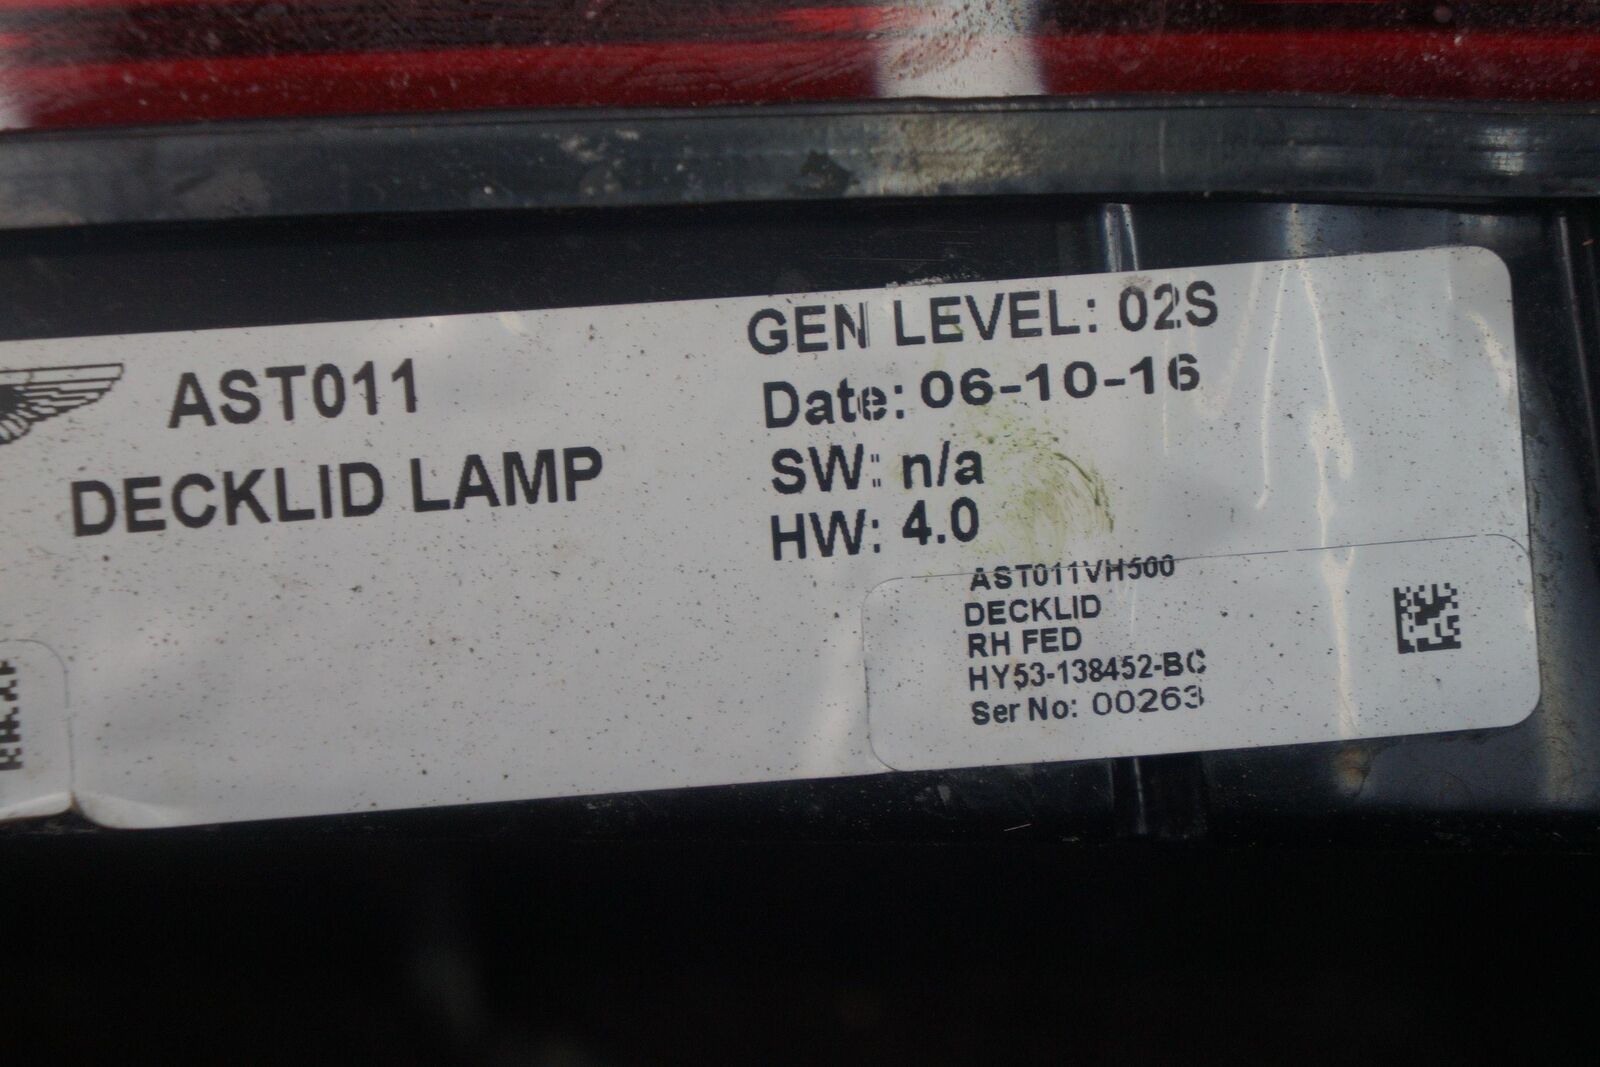 AST011
DECKLID LAMP
GEN LEVEL: 02S
Date: 06-10-16
SW: n/a
HW: 4.0
AST011VH500
DECKLID
RH FED
HY53-138452-BC
Ser No: 00263